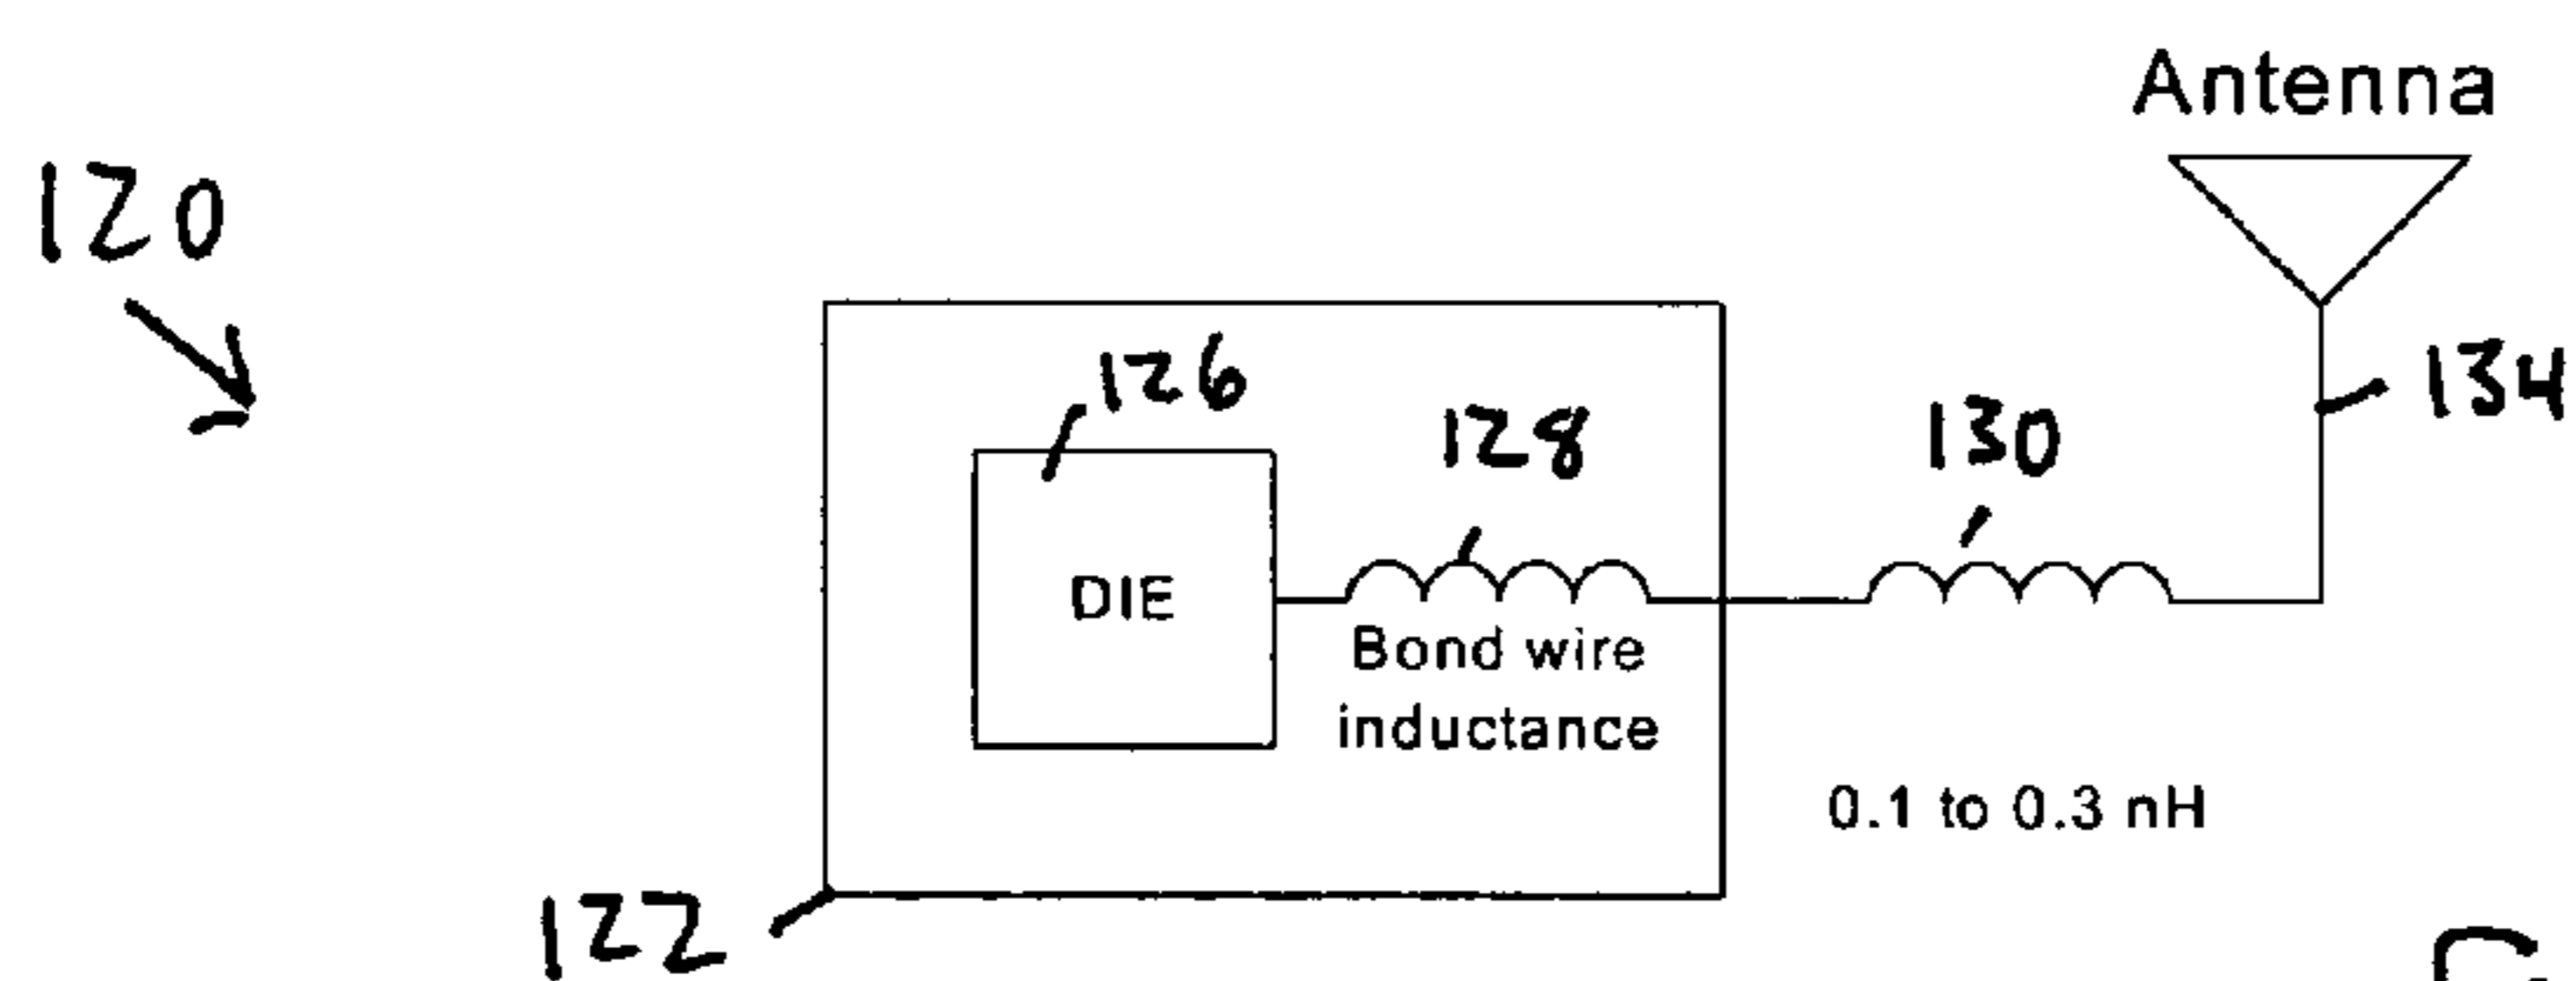 Antenna
120
126
134
128
130
DIE
Bond wire
inductance
0.1 to 0.3 nH
122